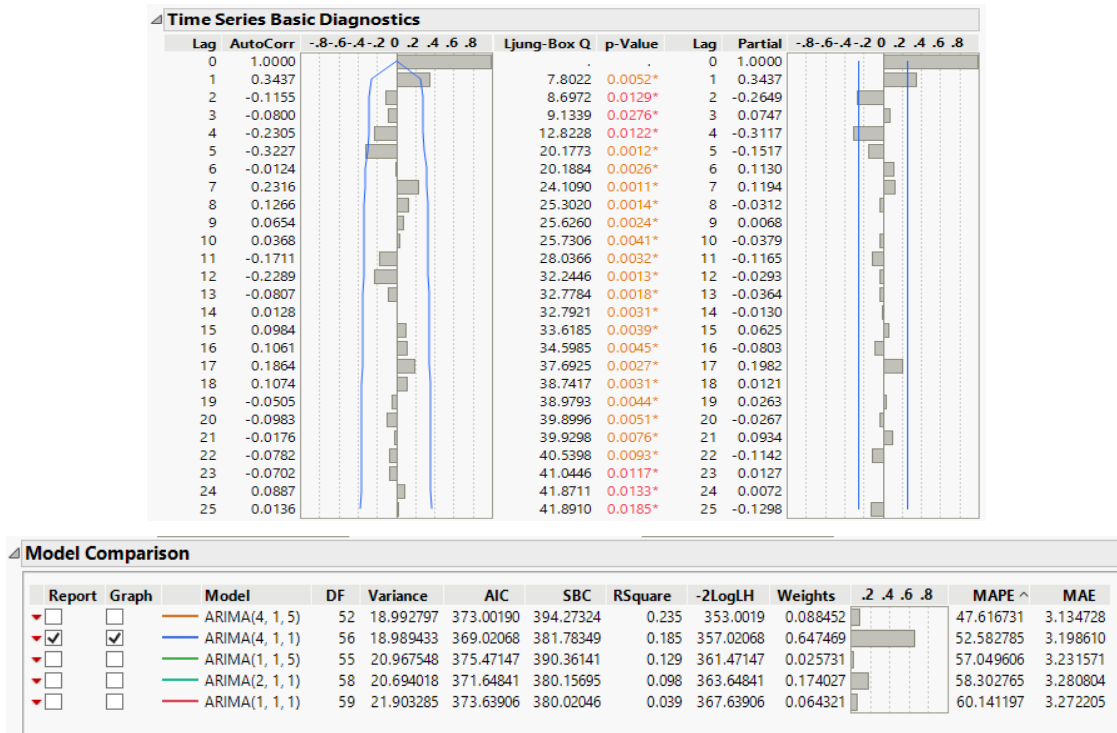 Time Series Basic Diagnostics
Lag AutoCorr -.8-.6-.4-.2 0 .2 .4 .6 .8 Ljung-Box Q p-Value Lag Partial -.8-.6-.4-.2 0 .2 .4 .6 .8
0 1.0000 . . 0 1.0000
1 0.3437 7.8022 0.0052* 1 0.3437
2 -0.1155 8.6972 0.0129* 2 -0.2649
3 -0.0800 9.1339 0.0276* 3 0.0747
4 -0.2305 12.8228 0.0122* 4 -0.3117
5 -0.3227 20.1773 0.0012* 5 -0.1517
6 -0.0124 20.1884 0.0026* 6 0.1130
7 0.2316 24.1090 0.0011* 7 0.1194
8 0.1266 25.3020 0.0014* 8 -0.0312
9 0.0654 25.6260 0.0024* 9 0.0068
10 0.0368 25.7306 0.0041* 10 -0.0379
11 -0.1711 28.0366 0.0032* 11 -0.1165
12 -0.2289 32.2446 0.0013* 12 -0.0293
13 -0.0807 32.7784 0.0018* 13 -0.0364
14 0.0128 32.7921 0.0031* 14 -0.0130
15 0.0984 33.6185 0.0039* 15 0.0625
16 0.1061 34.5985 0.0045* 16 -0.0803
17 0.1864 37.6925 0.0027* 17 0.1982
18 0.1074 38.7417 0.0031* 18 0.0121
19 -0.0505 38.9793 0.0044* 19 0.0263
20 -0.0983 39.8996 0.0051* 20 -0.0267
21 -0.0176 39.9298 0.0076* 21 0.0934
22 -0.0782 40.5398 0.0093* 22 -0.1142
23 -0.0702 41.0446 0.0117* 23 0.0127
24 0.0887 41.8711 0.0133* 24 0.0072
25 0.0136 41.8910 0.0185* 25 -0.1298
Model Comparison
Report Graph Model DF Variance AIC SBC RSquare -2LogLH Weights .2 .4 .6 .8 MAPE MAE
ARIMA(4, 1, 5) 52 18.992797 373.00190 394.27324 0.235 353.0019 0.088452 47.616731 3.134728
ARIMA(4, 1, 1) 56 18.989433 369.02068 381.78349 0.185 357.02068 0.647469 52.582785 3.198610
ARIMA(1, 1, 5) 55 20.967548 375.47147 390.36141 0.129 361.47147 0.025731 57.049606 3.231571
ARIMA(2, 1, 1) 58 20.694018 371.64841 380.15695 0.098 363.64841 0.174027 58.302765 3.280804
ARIMA(1, 1, 1) 59 21.903285 373.63906 380.02046 0.039 367.63906 0.064321 60.141197 3.272205